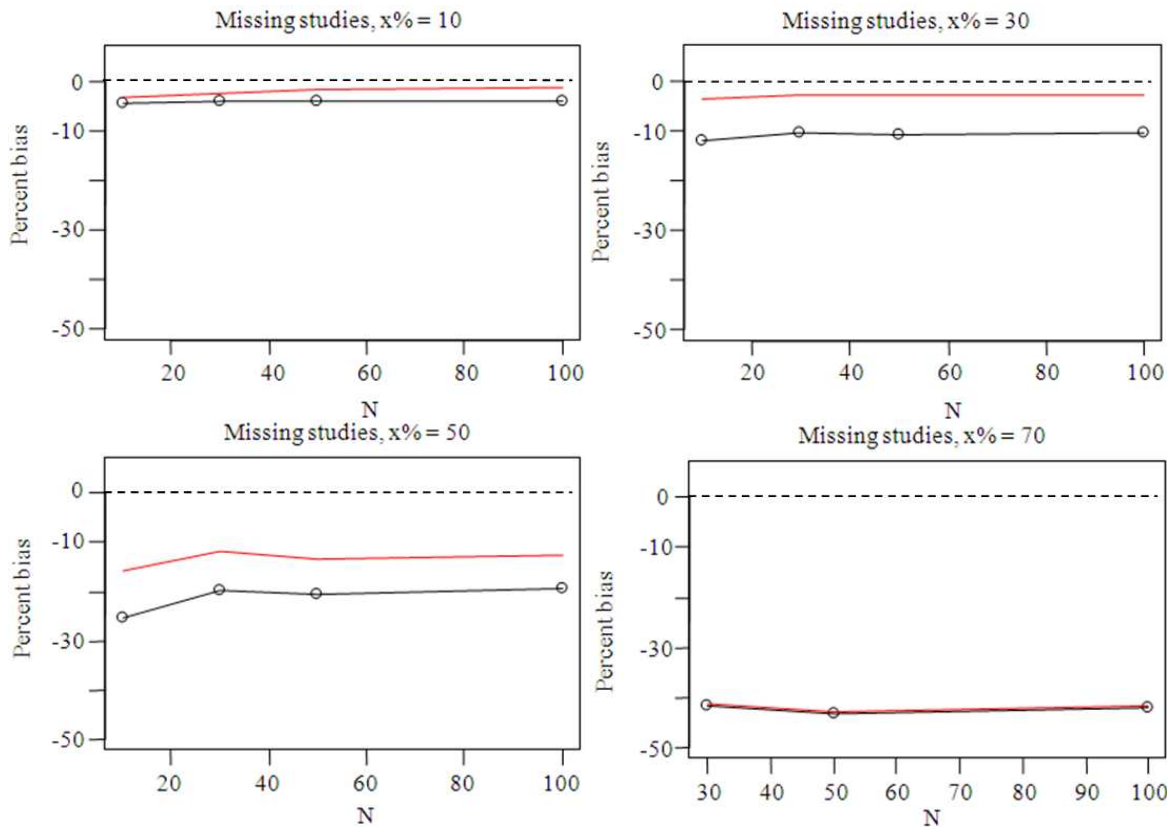 Missing studies, x% = 10
Percent bias
0
-10
-30
-50
20 40 60 80 100
N
Missing studies, x% = 30
Percent bias
0
-10
-30
-50
20 40 60 80 100
N
Missing studies, x% = 50
Percent bias
0
-10
-30
-50
20 40 60 80 100
N
Missing studies, x% = 70
Percent bias
0
-10
-30
-50
30 40 50 60 70 80 90 100
N